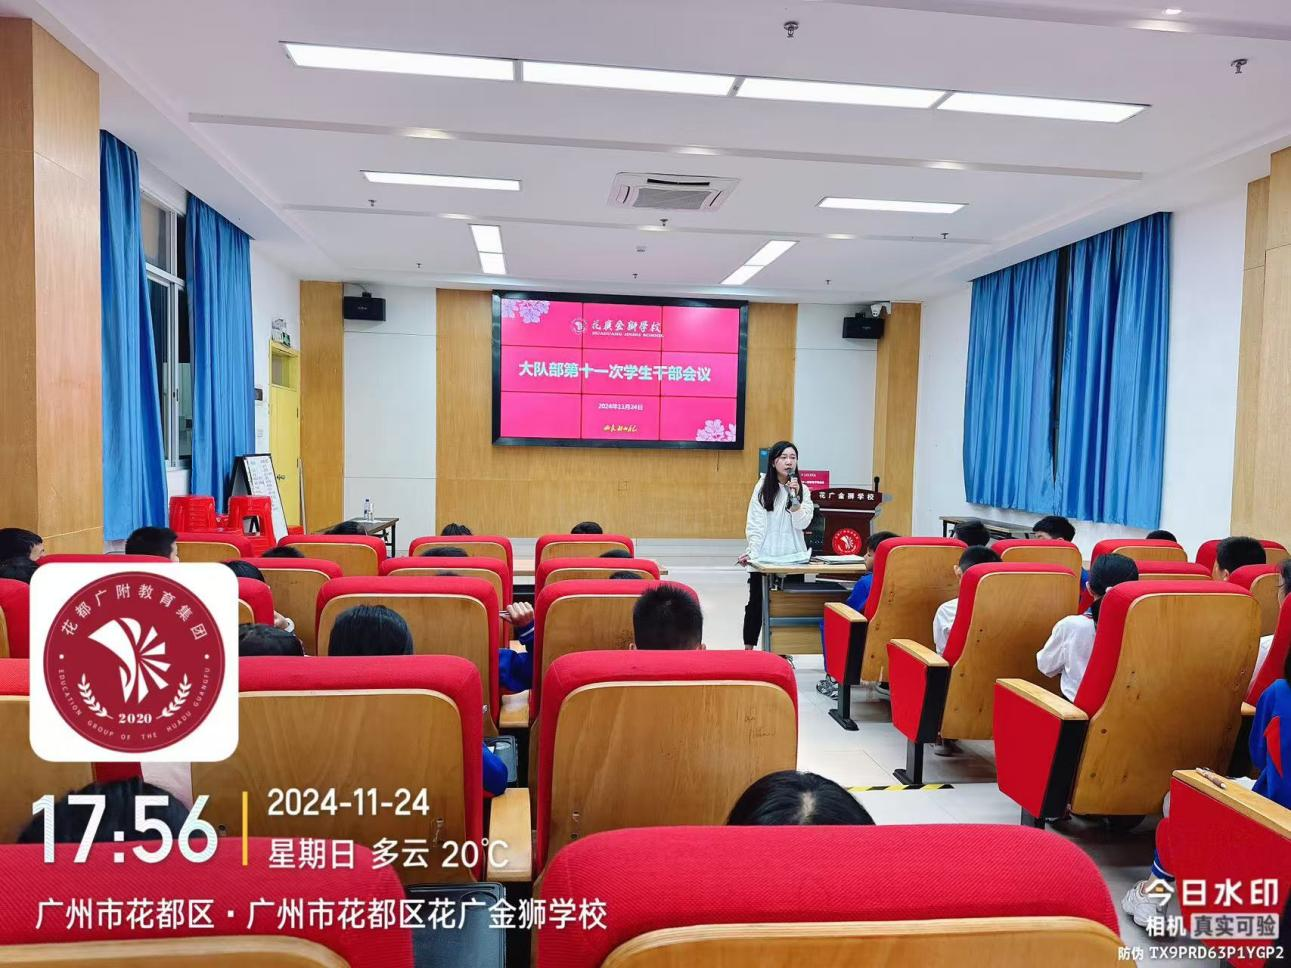 花广金狮学校
大队部第十一次学生干部会议
2024年11月24日
花广金狮学校
花都广附教育集团
EDUCATION GROUP OF THE HUADU GUANGFU
2020
17:56
2024-11-24
星期日 多云 20℃
广州市花都区·广州市花都区花广金狮学校
今日水印
相机 真实可验
防伪 TX9PRD63P1YGP2